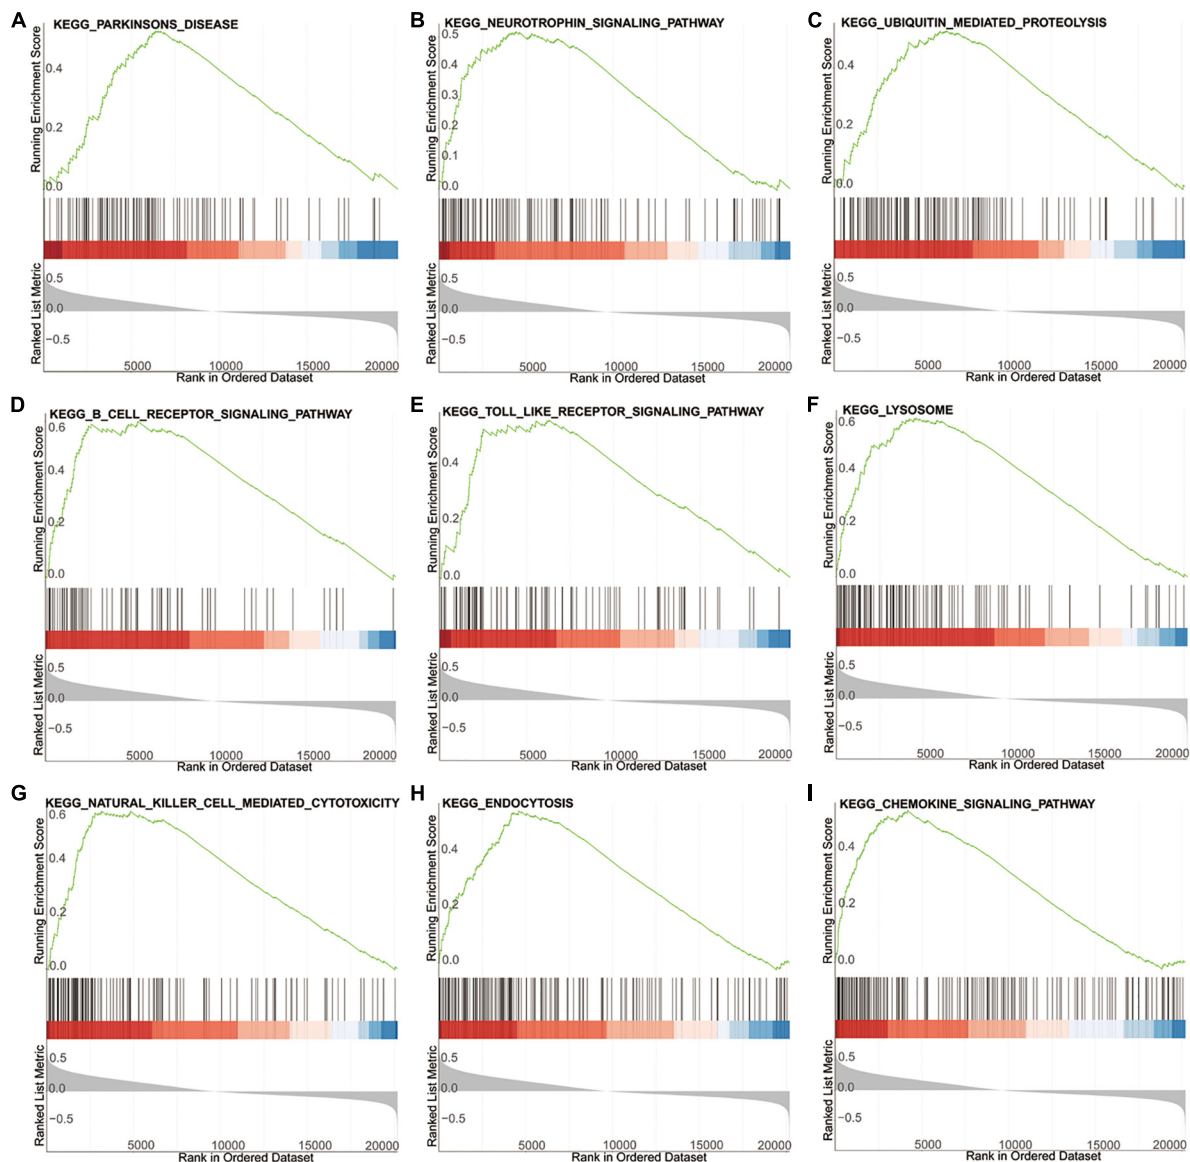 A
KEGG_PARKINSONS_DISEASE
Running Enrichment Score
0.4
0.2
0.0
Ranked List Metric
0.5
0.0
−0.5
5000 10000 15000 20000
Rank in Ordered Dataset
B
KEGG_NEUROTROPHIN_SIGNALING_PATHWAY
Running Enrichment Score
0.5
0.4
0.3
0.2
0.1
0.0
Ranked List Metric
0.5
0.0
−0.5
5000 10000 15000 20000
Rank in Ordered Dataset
C
KEGG_UBIQUITIN_MEDIATED_PROTEOLYSIS
Running Enrichment Score
0.4
0.2
0.0
Ranked List Metric
0.5
0.0
−0.5
5000 10000 15000 20000
Rank in Ordered Dataset
D
KEGG_B_CELL_RECEPTOR_SIGNALING_PATHWAY
Running Enrichment Score
0.6
0.4
0.2
0.0
Ranked List Metric
0.5
0.0
−0.5
5000 10000 15000 20000
Rank in Ordered Dataset
E
KEGG_TOLL_LIKE_RECEPTOR_SIGNALING_PATHWAY
Running Enrichment Score
0.4
0.2
0.0
Ranked List Metric
0.5
0.0
−0.5
5000 10000 15000 20000
Rank in Ordered Dataset
F
KEGG_LYSOSOME
Running Enrichment Score
0.6
0.4
0.2
0.0
Ranked List Metric
0.5
0.0
−0.5
5000 10000 15000 20000
Rank in Ordered Dataset
G
KEGG_NATURAL_KILLER_CELL_MEDIATED_CYTOTOXICITY
Running Enrichment Score
0.6
0.4
0.2
0.0
Ranked List Metric
0.5
0.0
−0.5
5000 10000 15000 20000
Rank in Ordered Dataset
H
KEGG_ENDOCYTOSIS
Running Enrichment Score
0.4
0.2
0.0
Ranked List Metric
0.5
0.0
−0.5
5000 10000 15000 20000
Rank in Ordered Dataset
I
KEGG_CHEMOKINE_SIGNALING_PATHWAY
Running Enrichment Score
0.4
0.2
0.0
Ranked List Metric
0.5
0.0
−0.5
5000 10000 15000 20000
Rank in Ordered Dataset